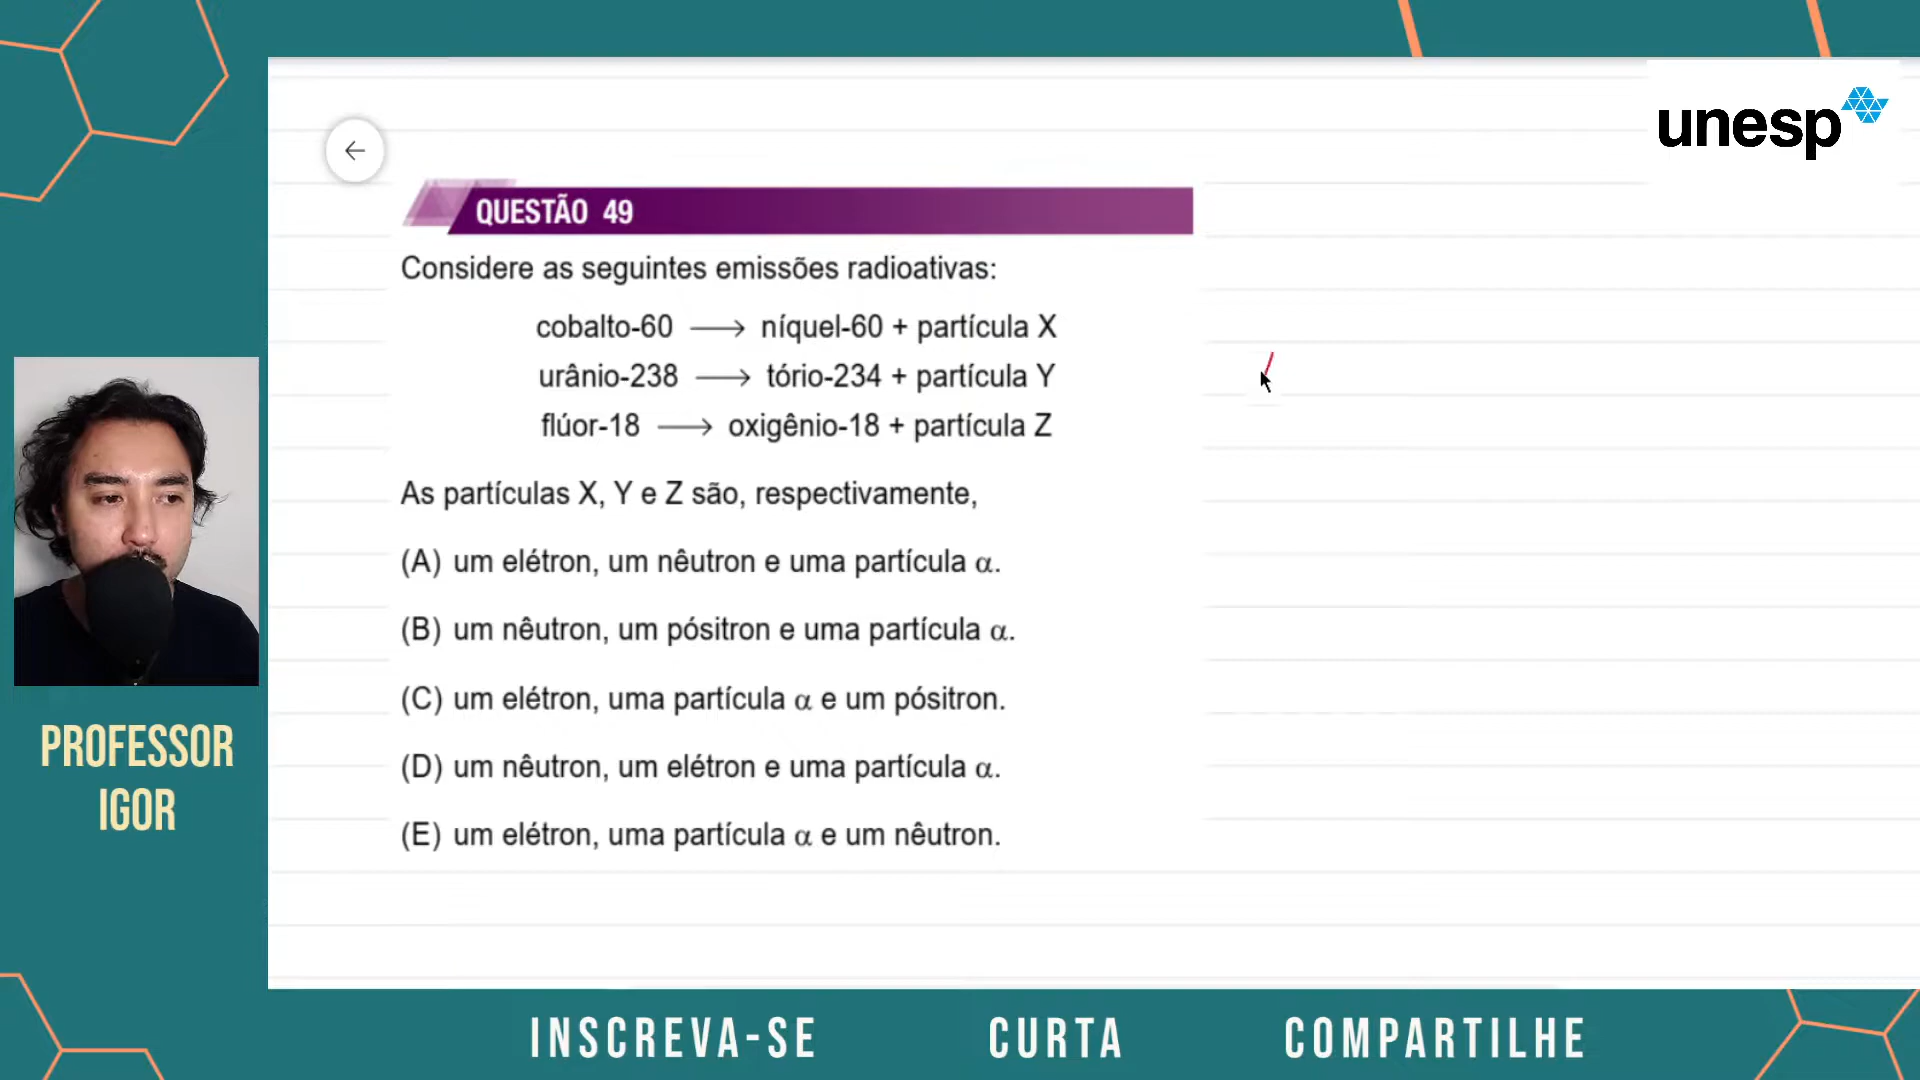 unesp
QUESTÃO 49
Considere as seguintes emissões radioativas:
cobalto-60 ⟶ níquel-60 + partícula X
urânio-238 ⟶ tório-234 + partícula Y
flúor-18 ⟶ oxigênio-18 + partícula Z
As partículas X, Y e Z são, respectivamente,
(A) um elétron, um nêutron e uma partícula α.
(B) um nêutron, um pósitron e uma partícula α.
(C) um elétron, uma partícula α e um pósitron.
(D) um nêutron, um elétron e uma partícula α.
(E) um elétron, uma partícula α e um nêutron.
PROFESSOR
IGOR
INSCREVA-SE CURTA COMPARTILHE